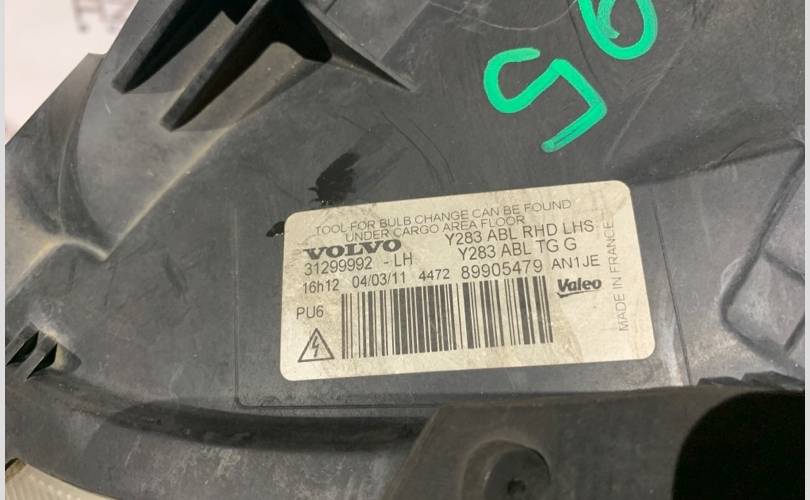 95
TOOL FOR BULB CHANGE CAN BE FOUND
UNDER CARGO AREA FLOOR
VOLVO Y283 ABL RHD LHS
31299992 - LH Y283 ABL TG G
16h12 04/03/11 4472 89905479 AN1JE
PU6
Valeo
MADE IN FRANCE